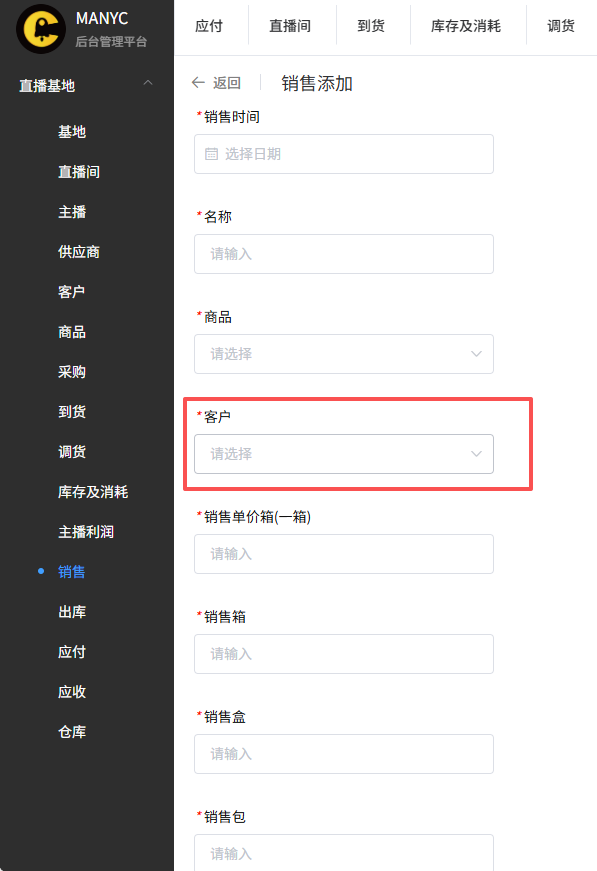 MANYC
后台管理平台
直播基地
基地
直播间
主播
供应商
客户
商品
采购
到货
调货
库存及消耗
主播利润
销售
出库
应付
应收
仓库
应付 直播间 到货 库存及消耗 调货
返回 销售添加
*销售时间
选择日期
*名称
请输入
*商品
请选择
*客户
请选择
*销售单价箱(一箱)
请输入
*销售箱
请输入
*销售盒
请输入
*销售包
请输入